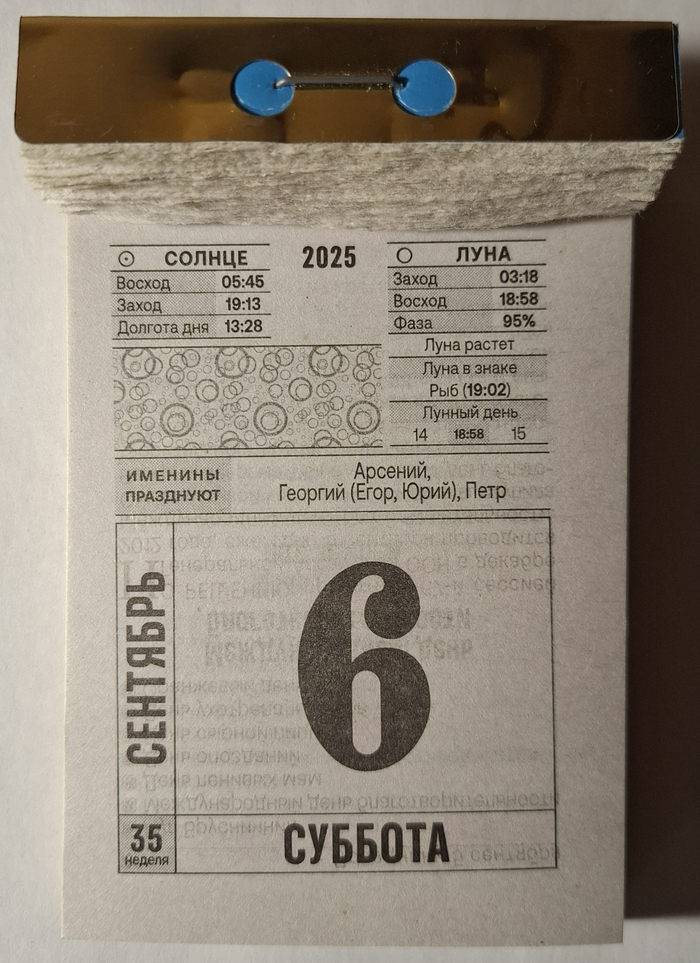 СОЛНЦЕ
Восход 05:45
Заход 19:13
Долгота дня 13:28
2025
ЛУНА
Заход 03:18
Восход 18:58
Фаза 95%
Луна растет
Луна в знаке
Рыб (19:02)
Лунный день
14 18:58 15
ИМЕНИНЫ
ПРАЗДНУЮТ
Арсений,
Георгий (Егор, Юрий), Петр
СЕНТЯБРЬ
6
35
неделя
СУББОТА